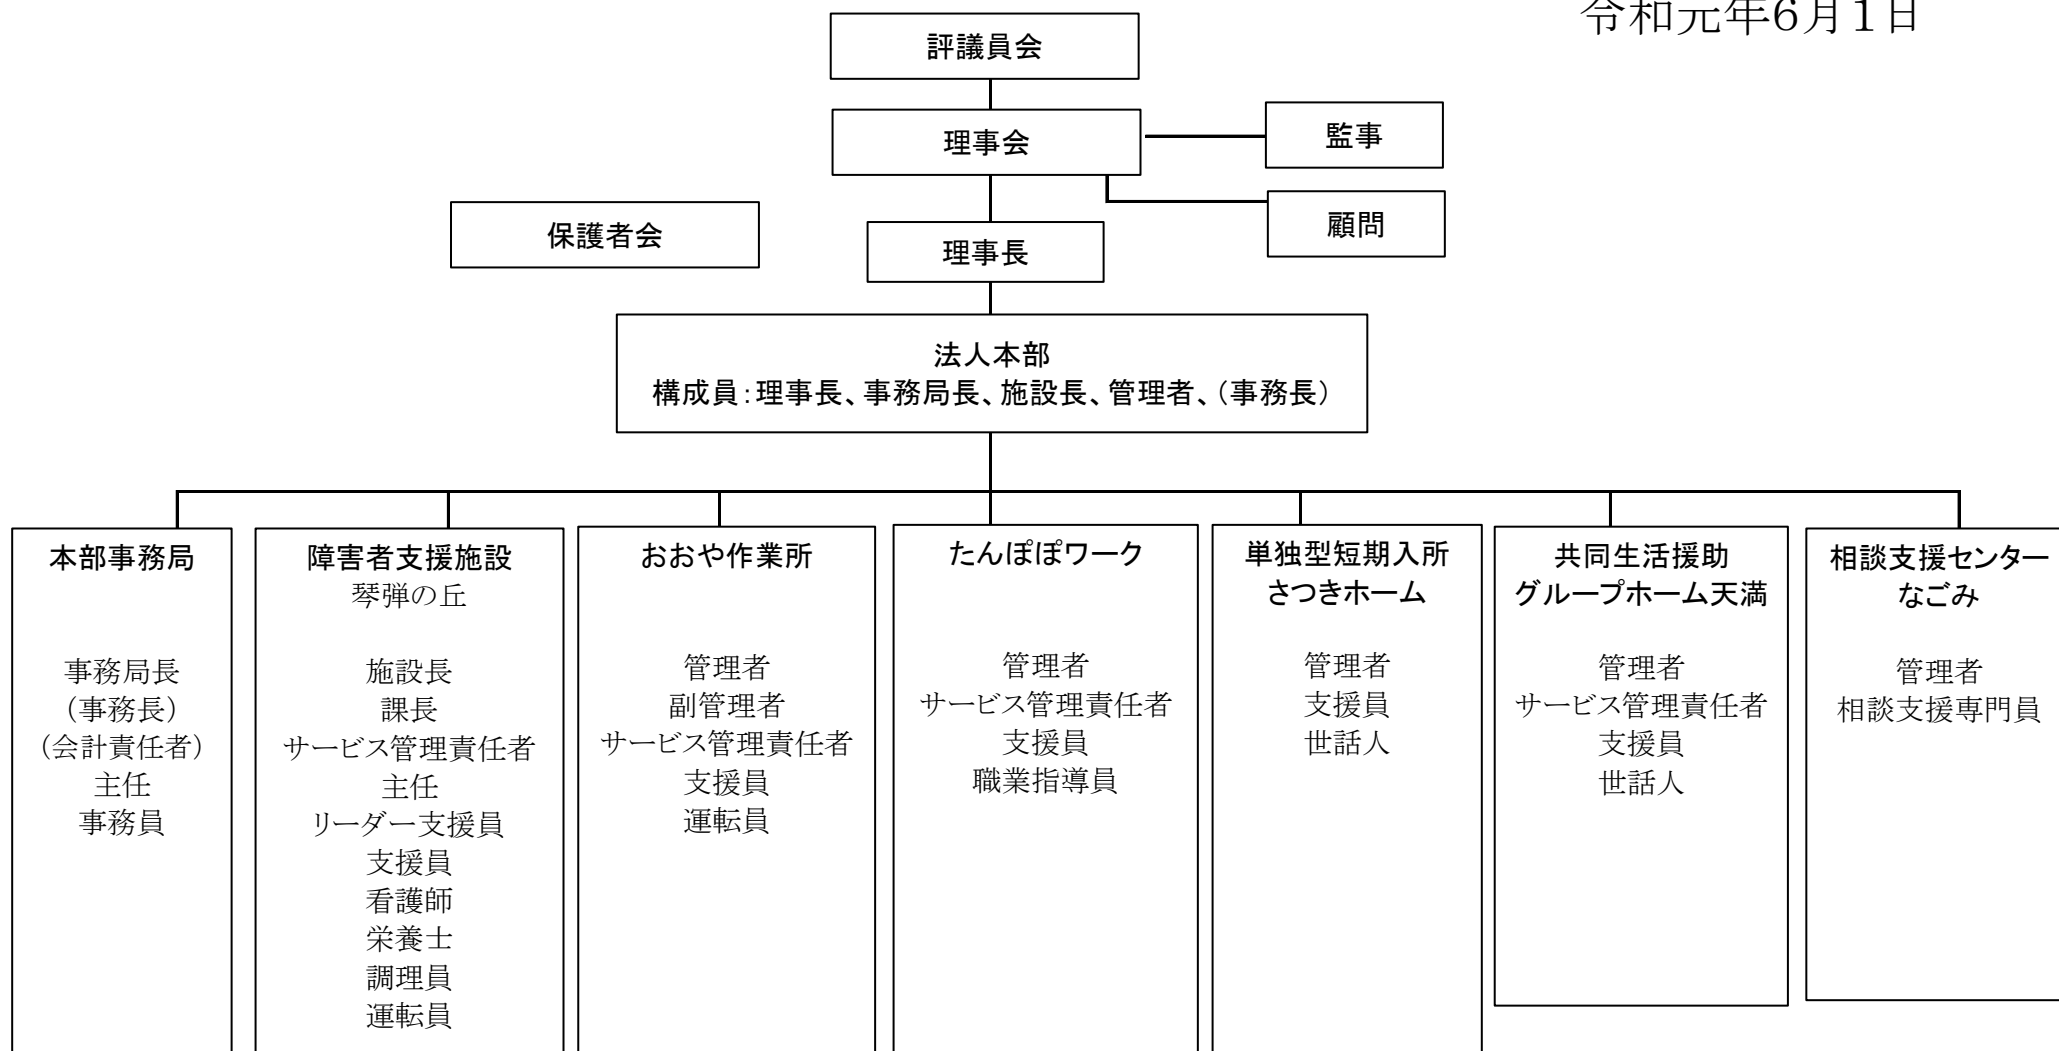 令和元年6月1日
評議員会
理事会
監事
顧問
保護者会
理事長
法人本部
構成員：理事長、事務局長、施設長、管理者、（事務長）
本部事務局
事務局長
（事務長）
（会計責任者）
主任
事務員
障害者支援施設
琴弾の丘
施設長
課長
サービス管理責任者
主任
リーダー支援員
支援員
看護師
栄養士
調理員
運転員
おおや作業所
管理者
副管理者
サービス管理責任者
支援員
運転員
たんぽぽワーク
管理者
サービス管理責任者
支援員
職業指導員
単独型短期入所
さつきホーム
管理者
支援員
世話人
共同生活援助
グループホーム天満
管理者
サービス管理責任者
支援員
世話人
相談支援センター
なごみ
管理者
相談支援専門員